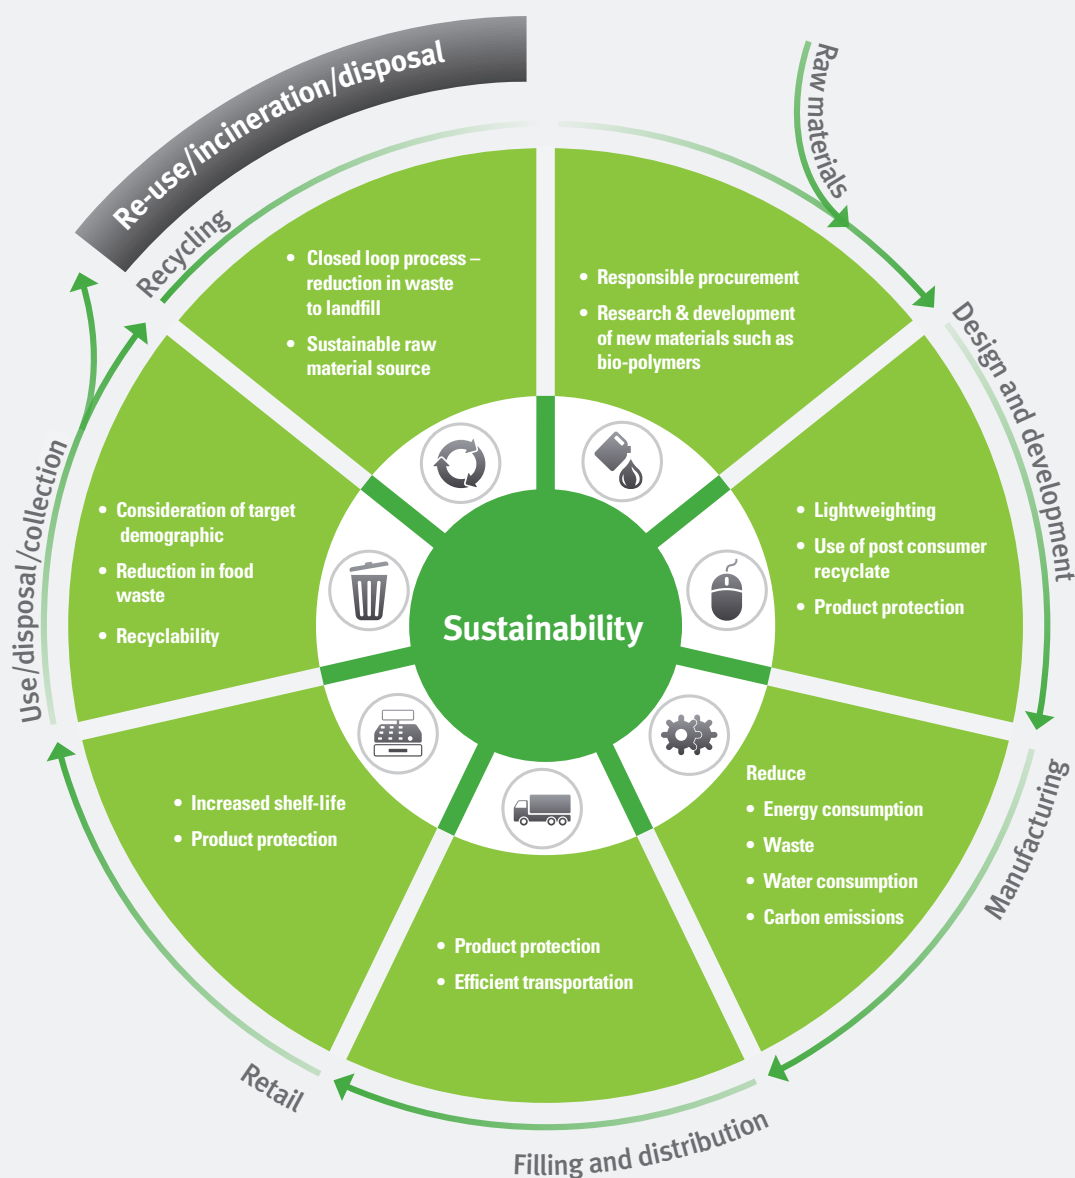 Re-use/incineration/disposal
Raw materials
Recycling
• Closed loop process –
reduction in waste
to landfill
• Sustainable raw
material source
• Responsible procurement
• Research & development
of new materials such as
bio-polymers
Design and development
• Lightweighting
• Use of post consumer
recyclate
• Product protection
Use/disposal/collection
• Consideration of target
demographic
• Reduction in food
waste
• Recyclability
Sustainability
Manufacturing
Reduce
• Energy consumption
• Waste
• Water consumption
• Carbon emissions
• Increased shelf-life
• Product protection
• Product protection
• Efficient transportation
Retail
Filling and distribution